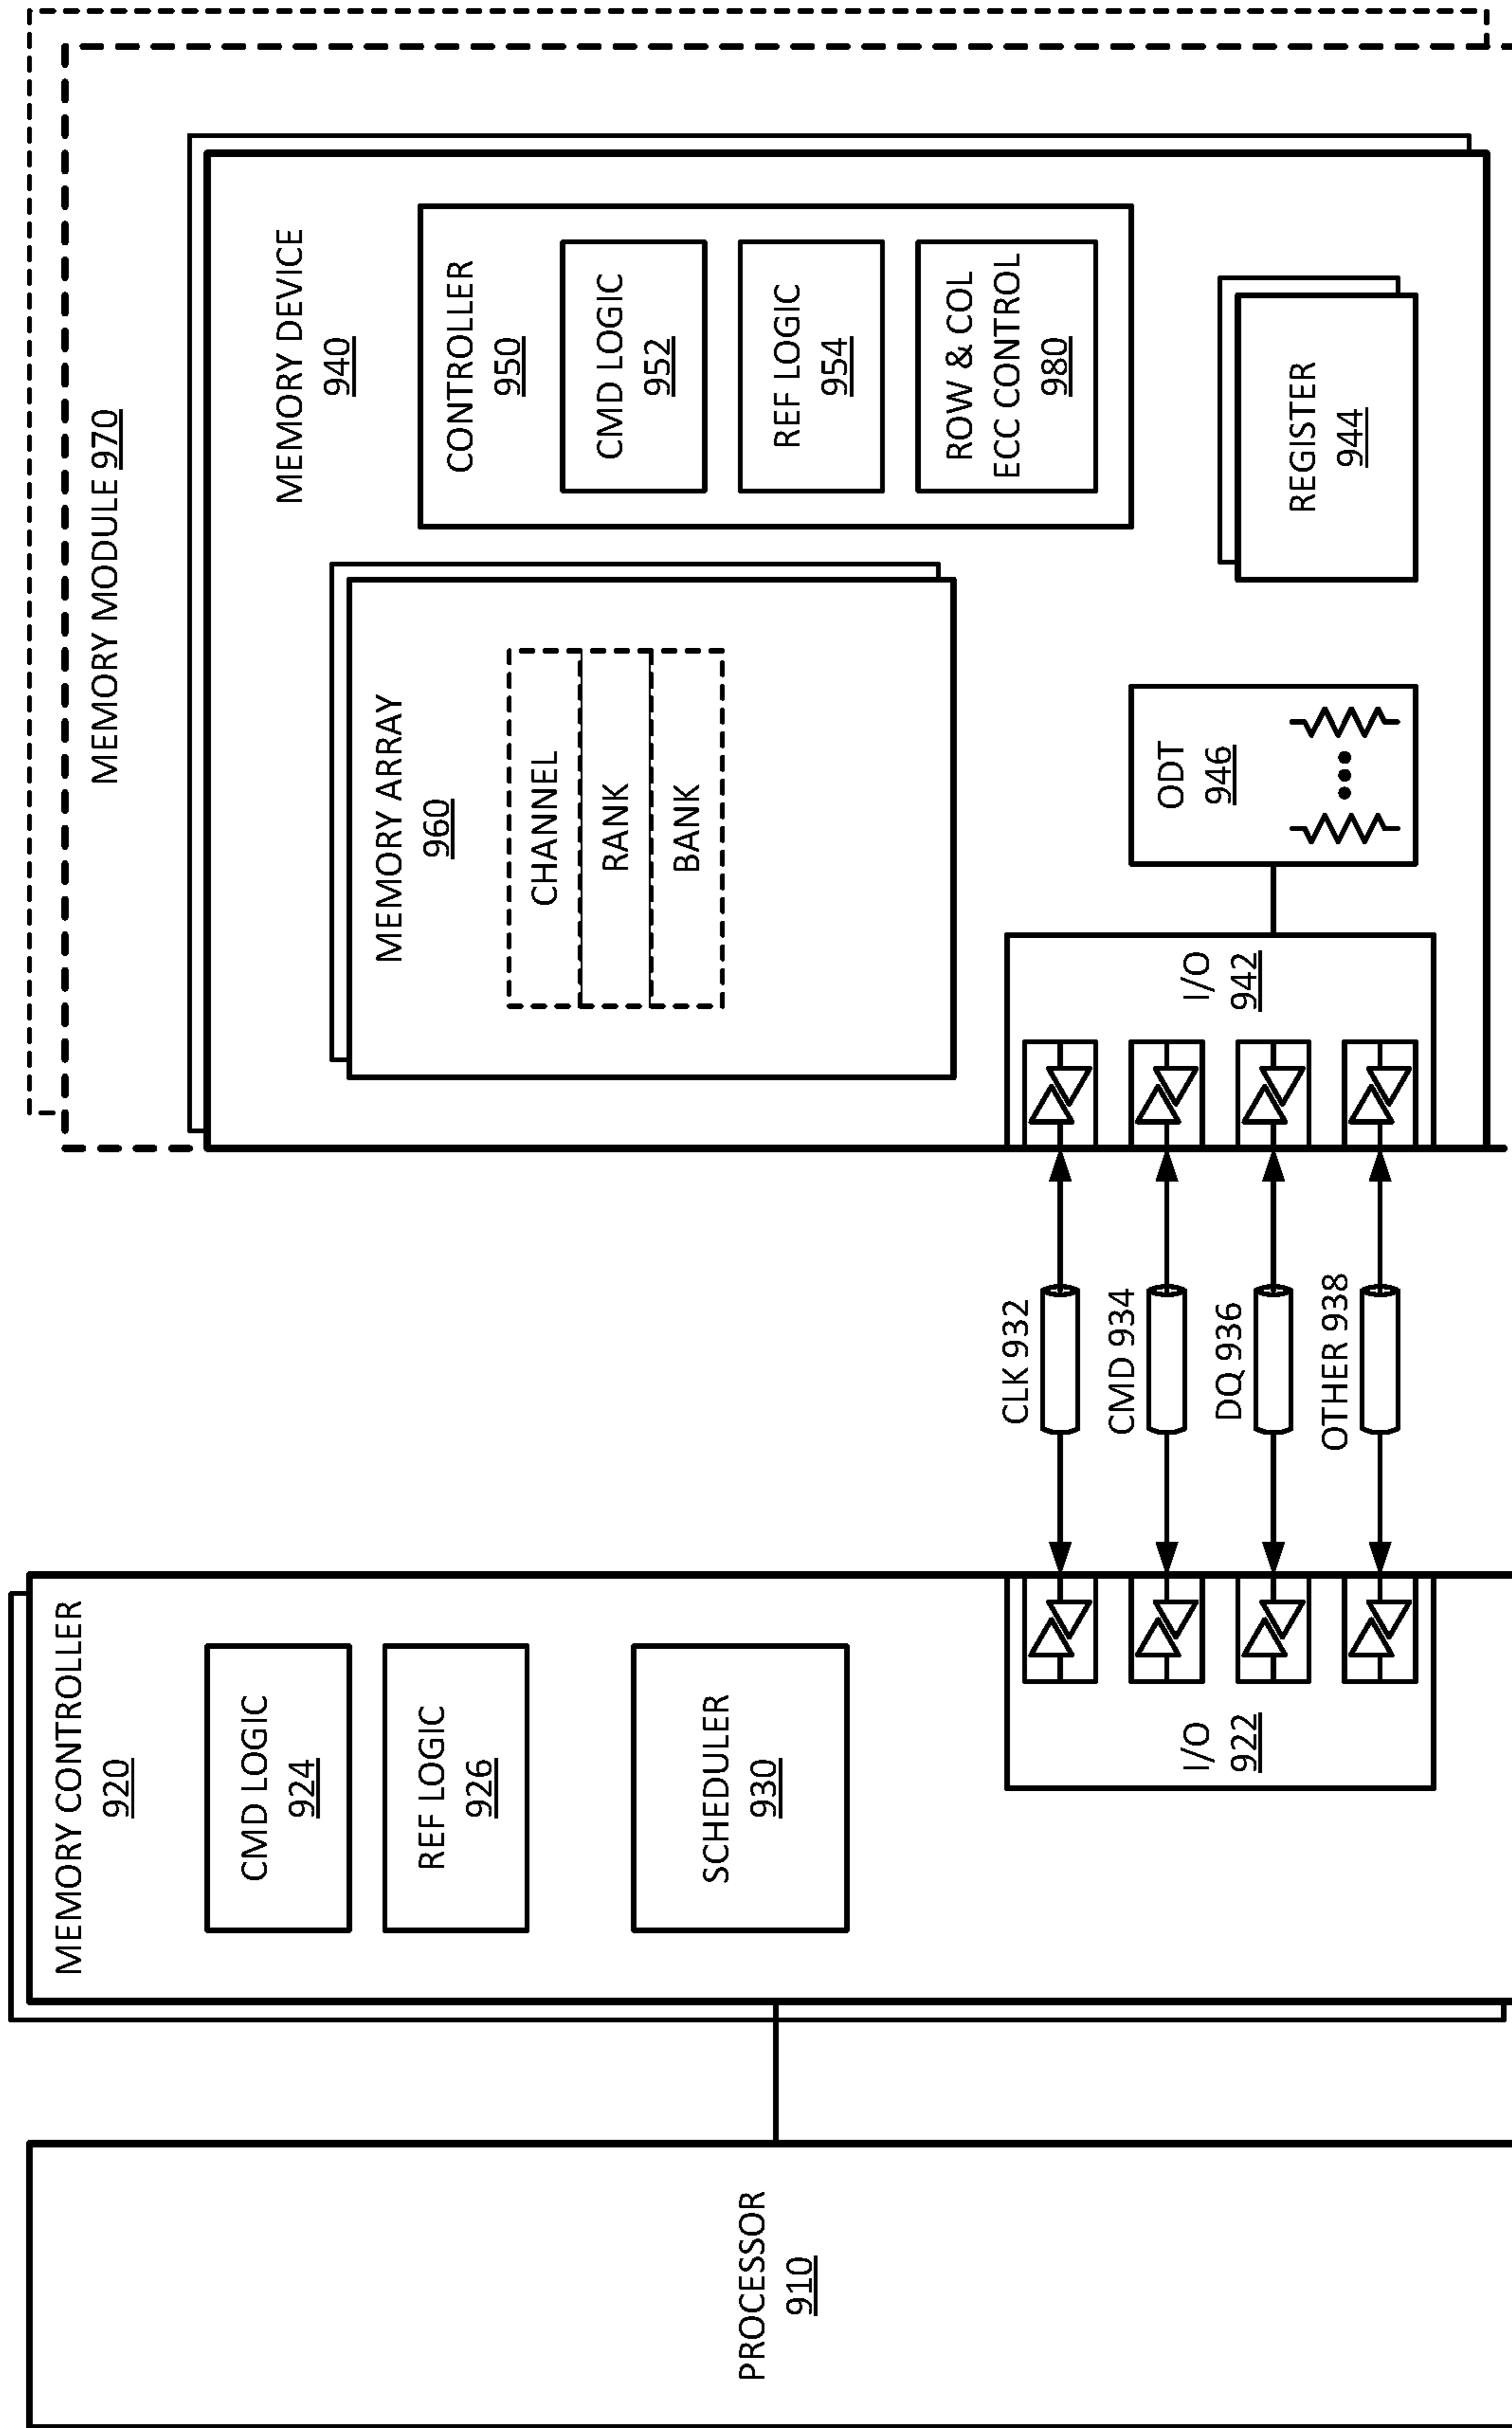 PROCESSOR
910
MEMORY CONTROLLER
920
CMD LOGIC
924
REF LOGIC
926
SCHEDULER
930
I/O
922
CLK 932
CMD 934
DQ 936
OTHER 938
MEMORY MODULE 970
MEMORY DEVICE
940
MEMORY ARRAY
960
CHANNEL
RANK
BANK
CONTROLLER
950
CMD LOGIC
952
REF LOGIC
954
ROW & COL
ECC CONTROL
980
I/O
942
ODT
946
REGISTER
944